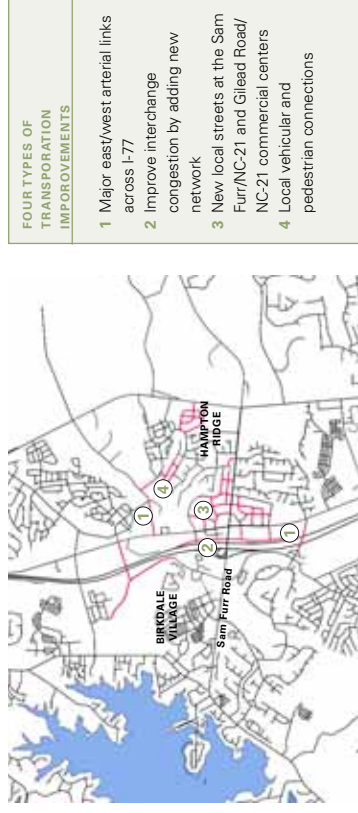 FOUR TYPES OF
TRANSPORATION
IMPOROVEMENTS
1 Major east/west arterial links
across I-77
2 Improve interchange
congestion by adding new
network
3 New local streets at the Sam
Furr/NC-21 and Gilead Road/
NC-21 commercial centers
4 Local vehicular and
pedestrian connections
1
4
HAMPTON
RIDGE
3
2
1
BIRKDALE
VILLAGE
Sam Furr Road